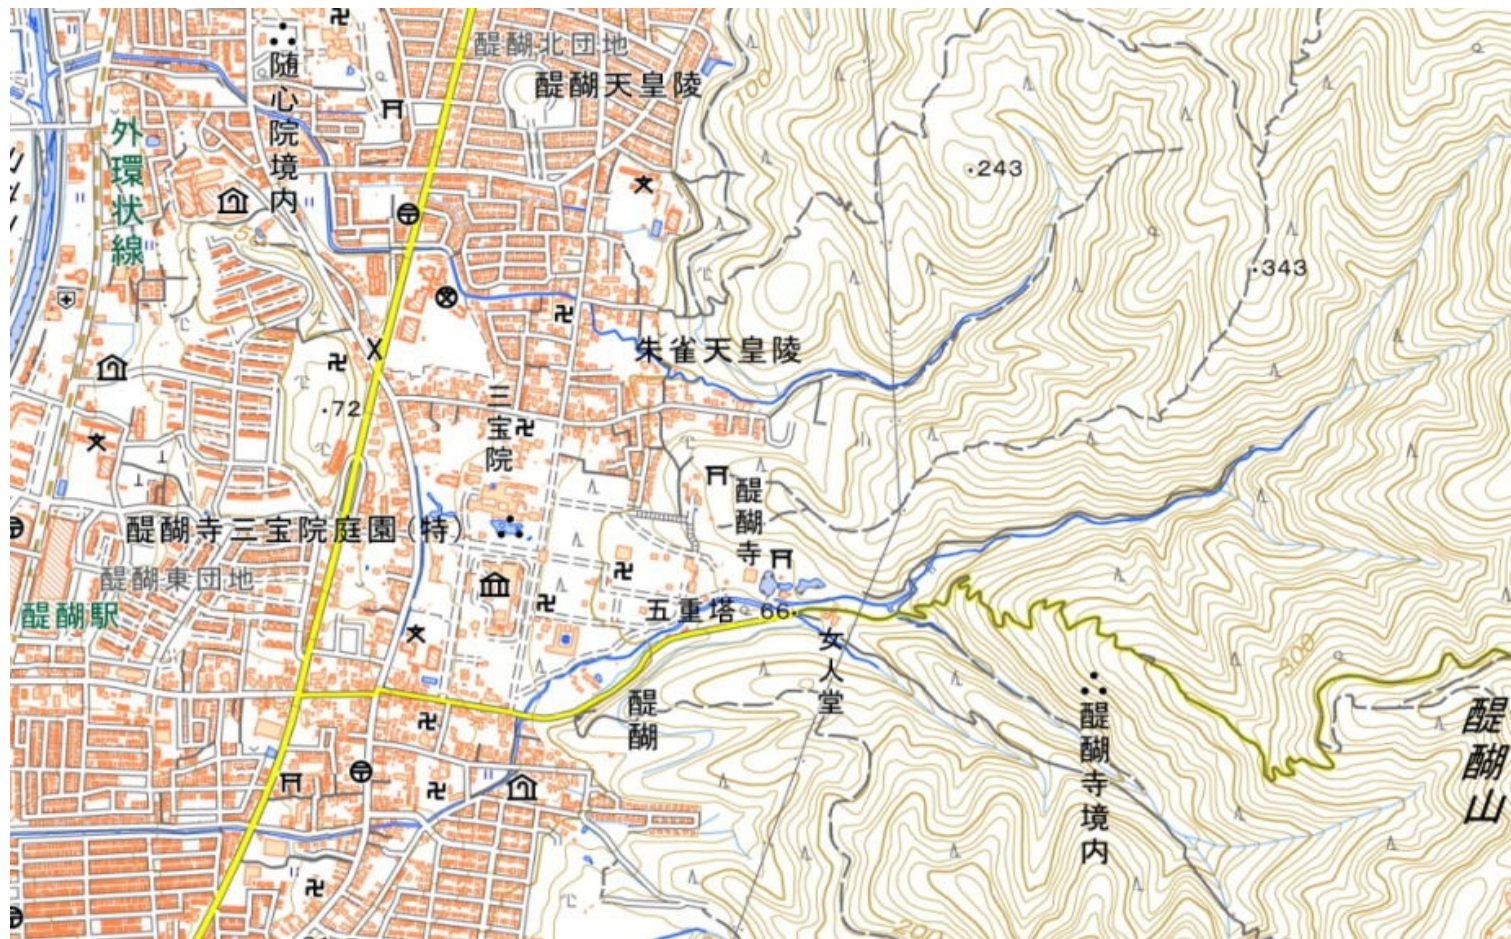 醍醐北団地
随心院境内
醍醐天皇陵
100
外環状線
243
50
343
朱雀天皇陵
三宝院
72
醍醐寺
醍醐寺三宝院庭園(特)
醍醐東団地
醍醐駅
五重塔
66
女人堂
300
醍醐
醍醐寺境内
醍醐山
200